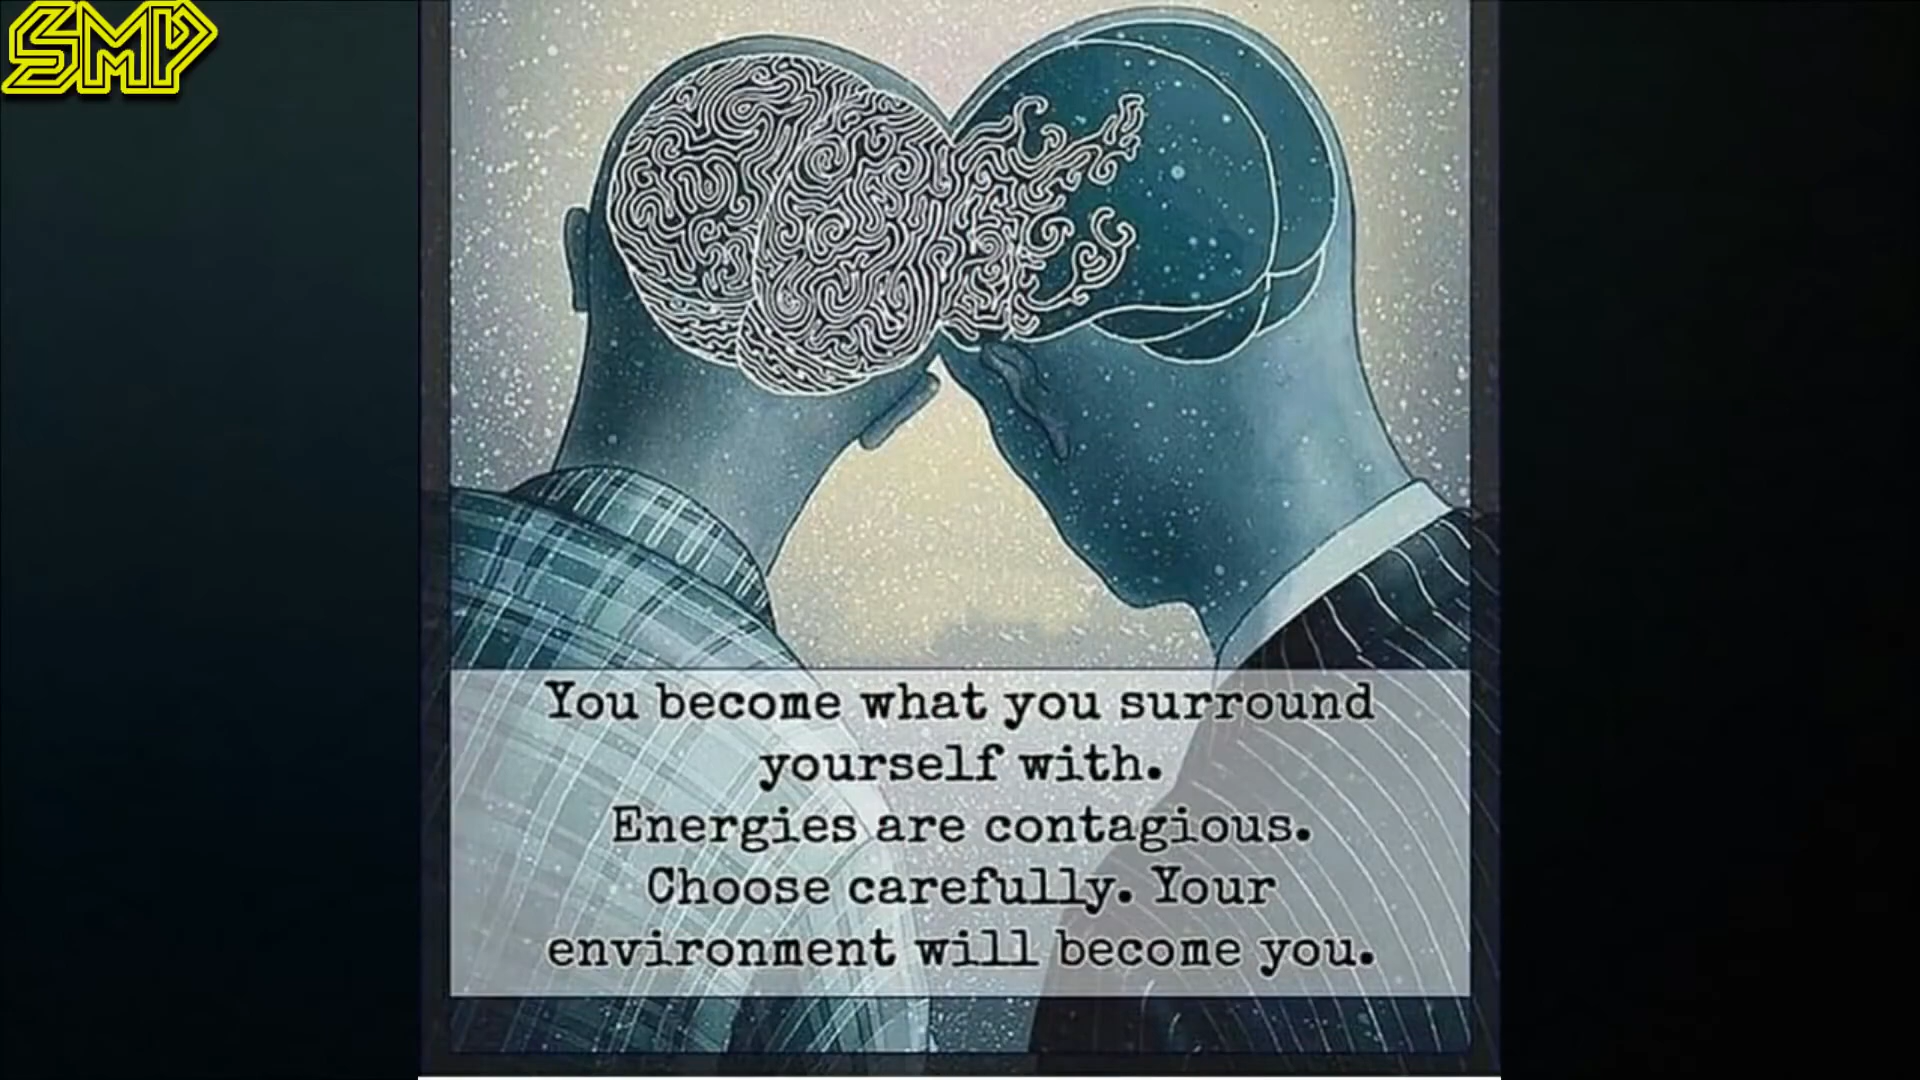 SMP
You become what you surround
yourself with.
Energies are contagious.
Choose carefully. Your
environment will become you.